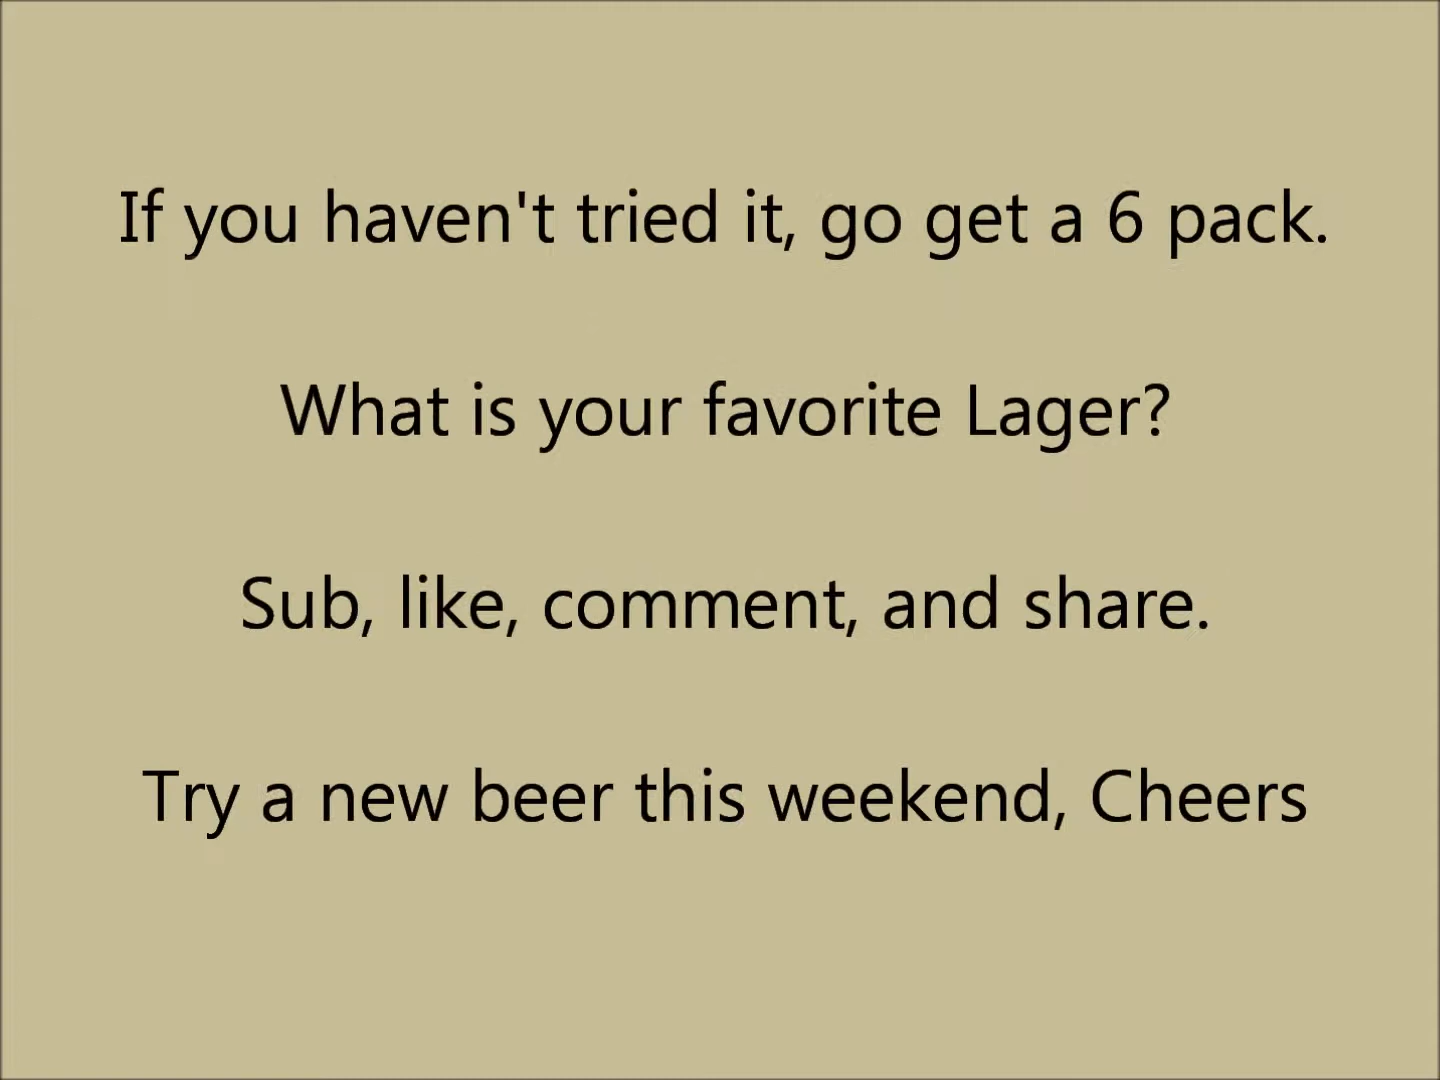 If you haven't tried it, go get a 6 pack.
What is your favorite Lager?
Sub, like, comment, and share.
Try a new beer this weekend, Cheers